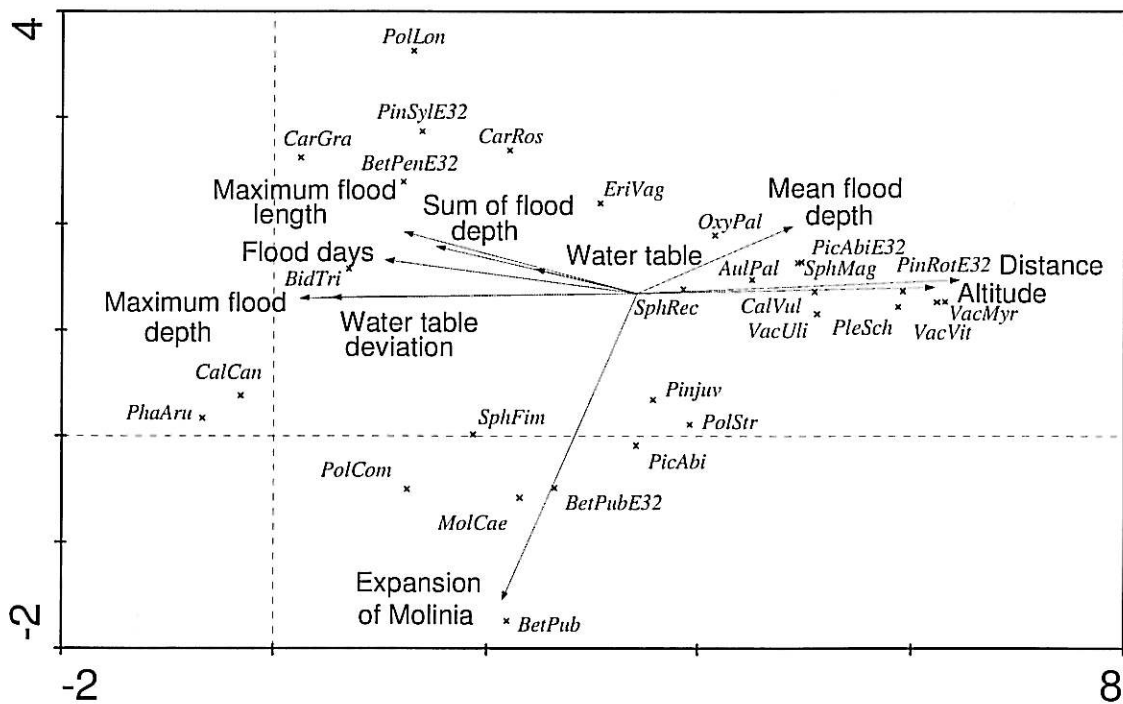 4
PolLon
PinSylE32
CarGra
CarRos
BetPenE32
Maximum flood
length
EriVag
Mean flood
depth
Sum of flood
depth
OxyPal
Flood days
Water table
PicAbiE32
BidTri
AulPal
SphMag
PinRotE32
Distance
Maximum flood
depth
SphRec
CalVul
Altitude
Water table
deviation
VacUli
PleSch
VacVit
VacMyr
CalCan
PhaAru
Pinjuv
SphFim
PolStr
PicAbi
PolCom
MolCae
BetPubE32
Expansion
of Molinia
BetPub
-2
-2
8